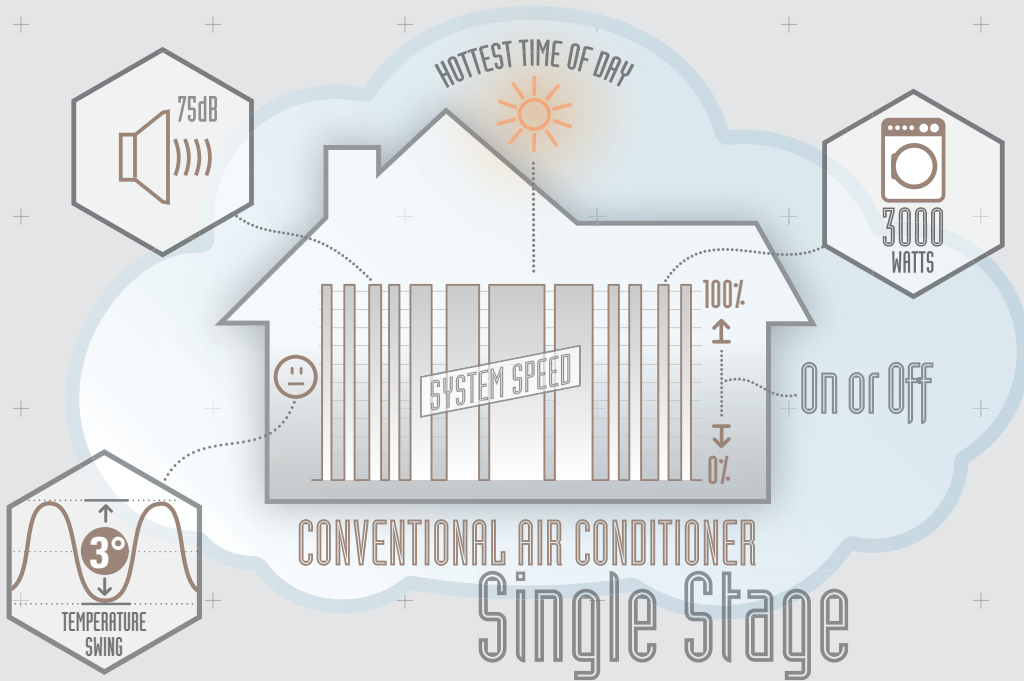 HOTTEST TIME OF DAY
75dB
3000
WATTS
100%
SYSTEM SPEED
On or Off
0%
3°
TEMPERATURE
SWING
CONVENTIONAL AIR CONDITIONER
Single Stage